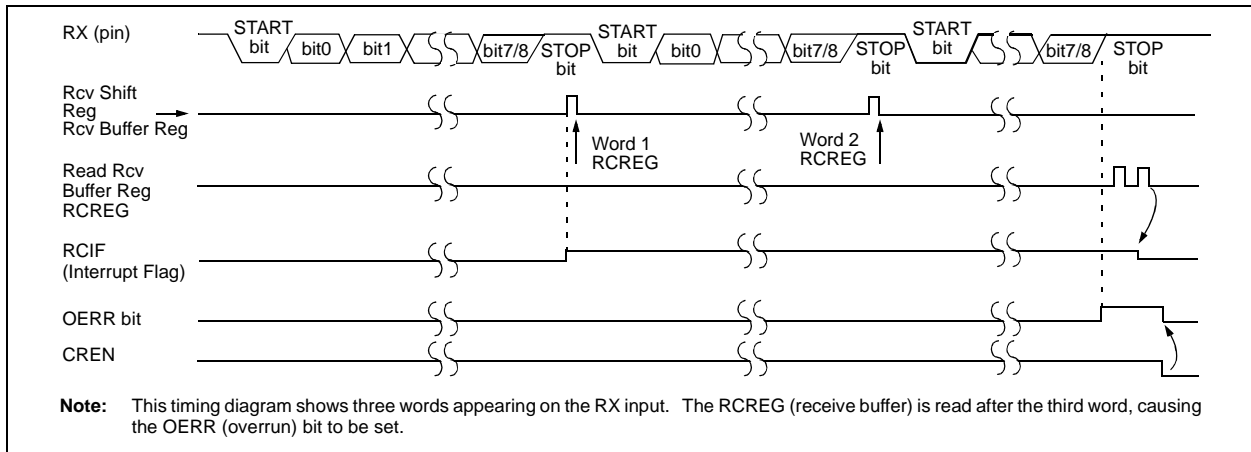 RX (pin)
START
bit
bit0
bit1
bit7/8
STOP
bit
START
bit
bit0
bit7/8
STOP
bit
START
bit
bit7/8
STOP
bit
Rcv Shift
Reg
Rcv Buffer Reg
Word 1
RCREG
Word 2
RCREG
Read Rcv
Buffer Reg
RCREG
RCIF
(Interrupt Flag)
OERR bit
CREN
Note: This timing diagram shows three words appearing on the RX input. The RCREG (receive buffer) is read after the third word, causing
the OERR (overrun) bit to be set.